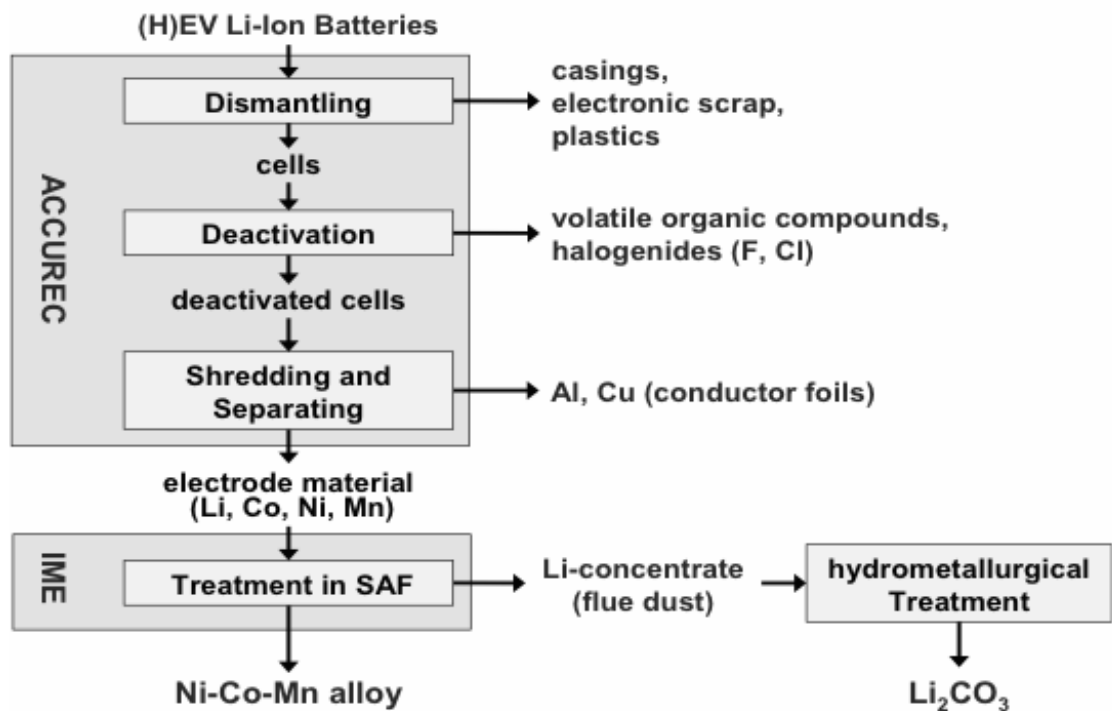 (H)EV Li-Ion Batteries
ACCUREC
Dismantling
casings,
electronic scrap,
plastics
cells
Deactivation
volatile organic compounds,
halogenides (F, Cl)
deactivated cells
Shredding and
Separating
Al, Cu (conductor foils)
electrode material
(Li, Co, Ni, Mn)
IME
Treatment in SAF
Li-concentrate
(flue dust)
hydrometallurgical
Treatment
Ni-Co-Mn alloy
Li₂CO₃